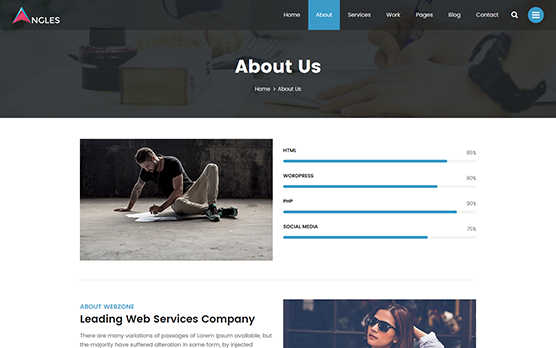 ANGLES
Home About Services Work Pages Blog Contact
About Us
Home > About Us
HTML 85%
WORDPRESS 80%
PHP 90%
SOCIAL MEDIA 75%
ABOUT WEBZONE
Leading Web Services Company
There are many variations of passages of Lorem Ipsum available, but
the majority have suffered alteration in some form, by injected